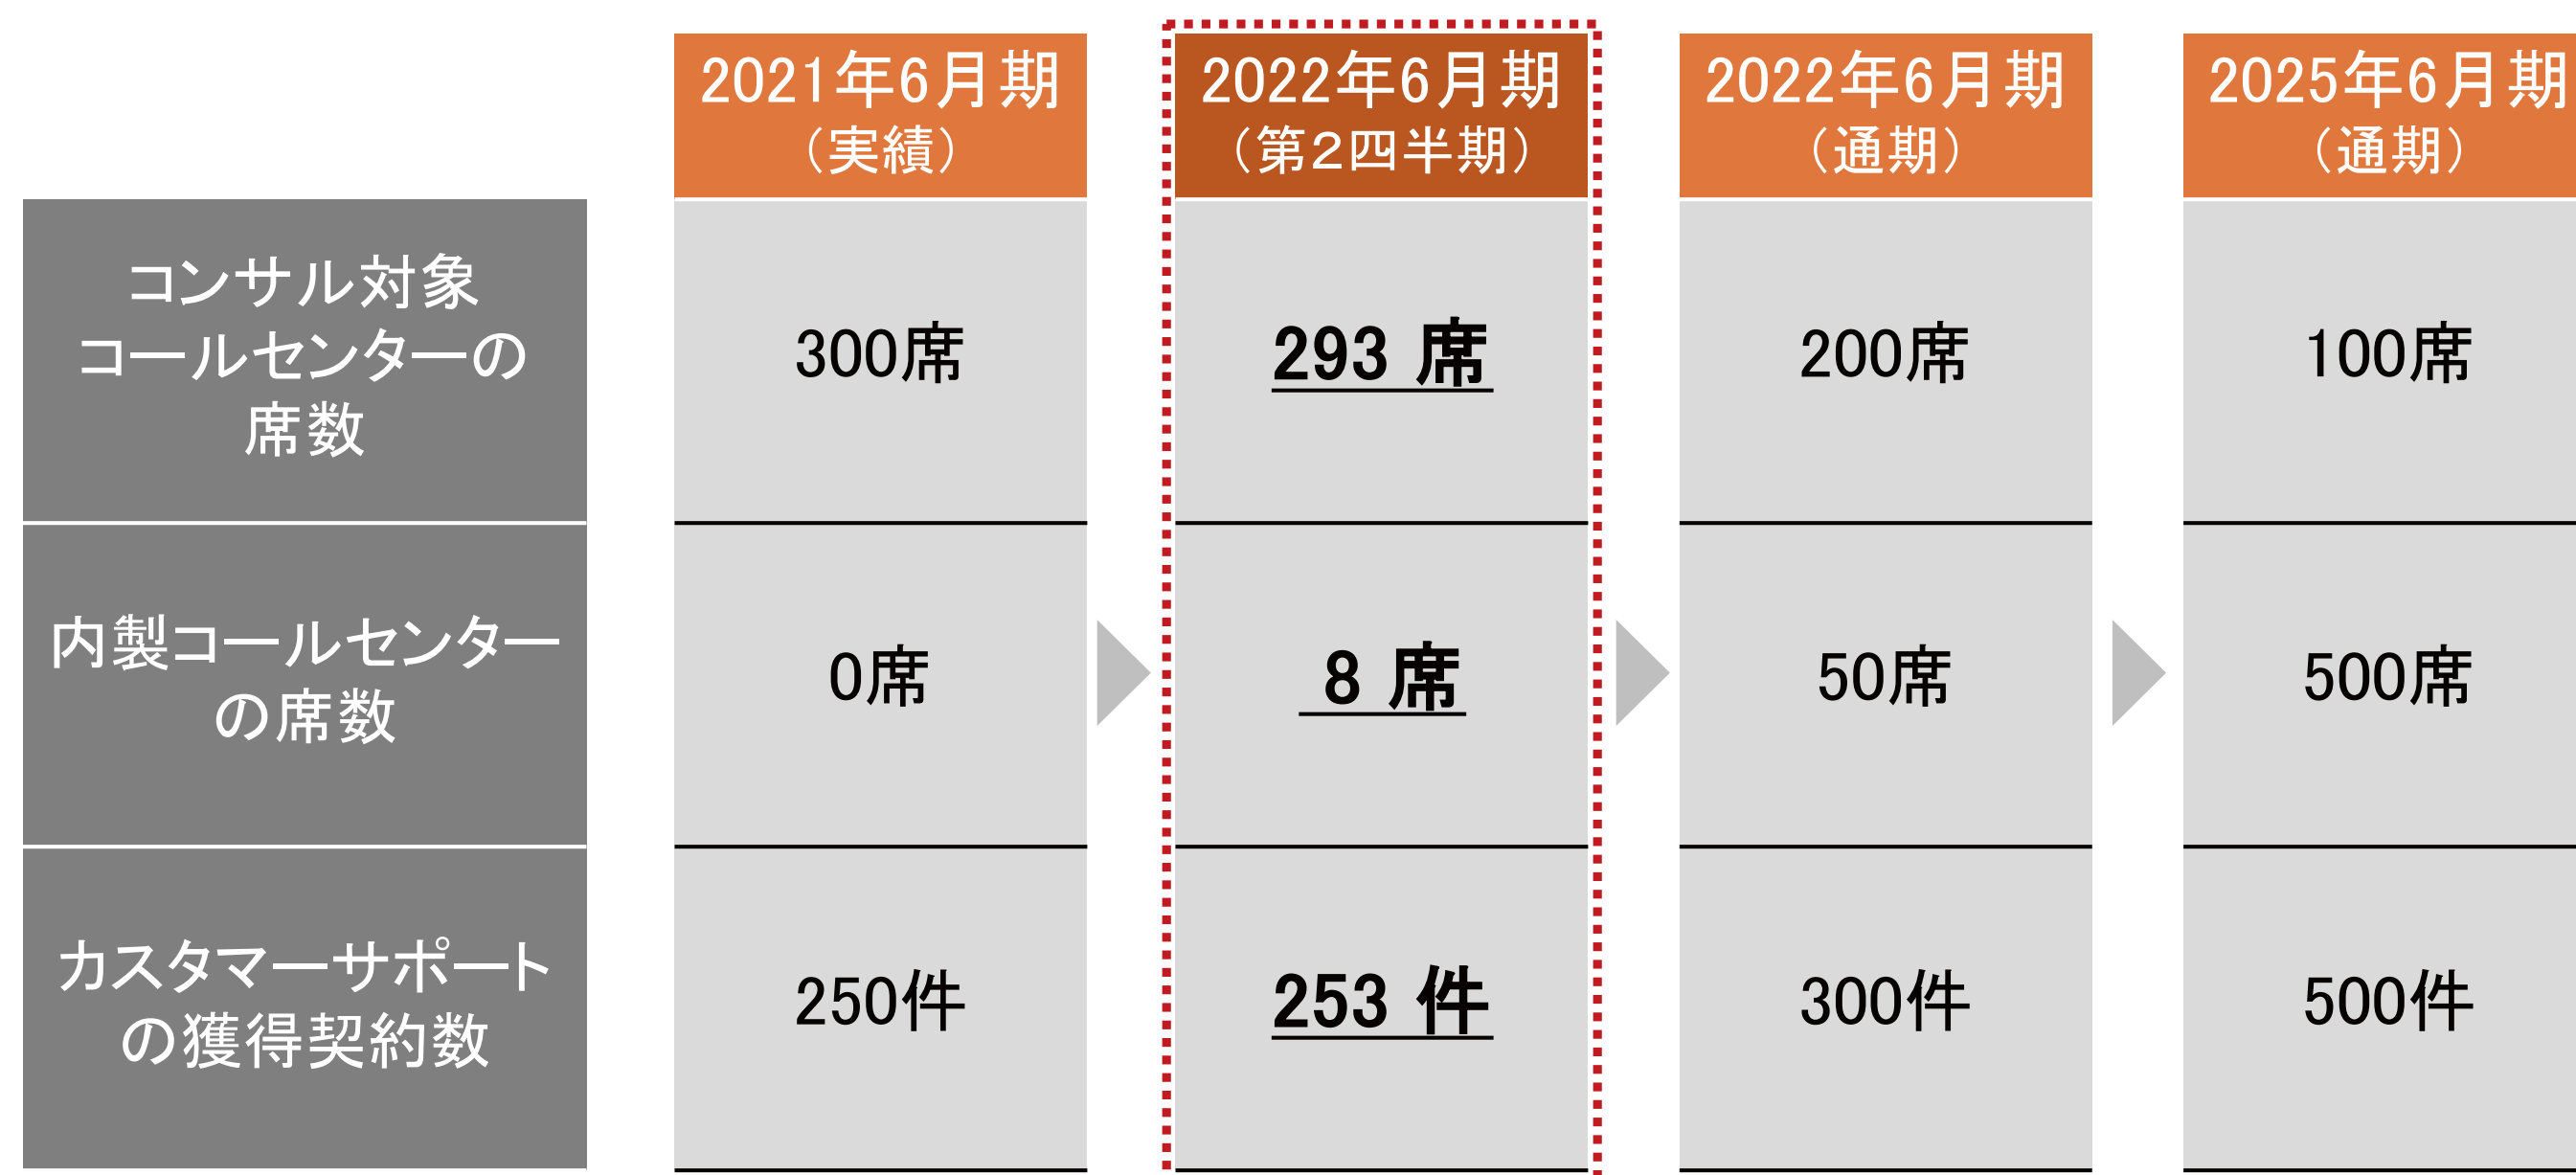 2021年6月期
（実績）
2022年6月期
（第2四半期）
2022年6月期
（通期）
2025年6月期
（通期）
コンサル対象
コールセンターの
席数
300席
293 席
200席
100席
内製コールセンター
の席数
0席
8 席
50席
500席
カスタマーサポート
の獲得契約数
250件
253 件
300件
500件